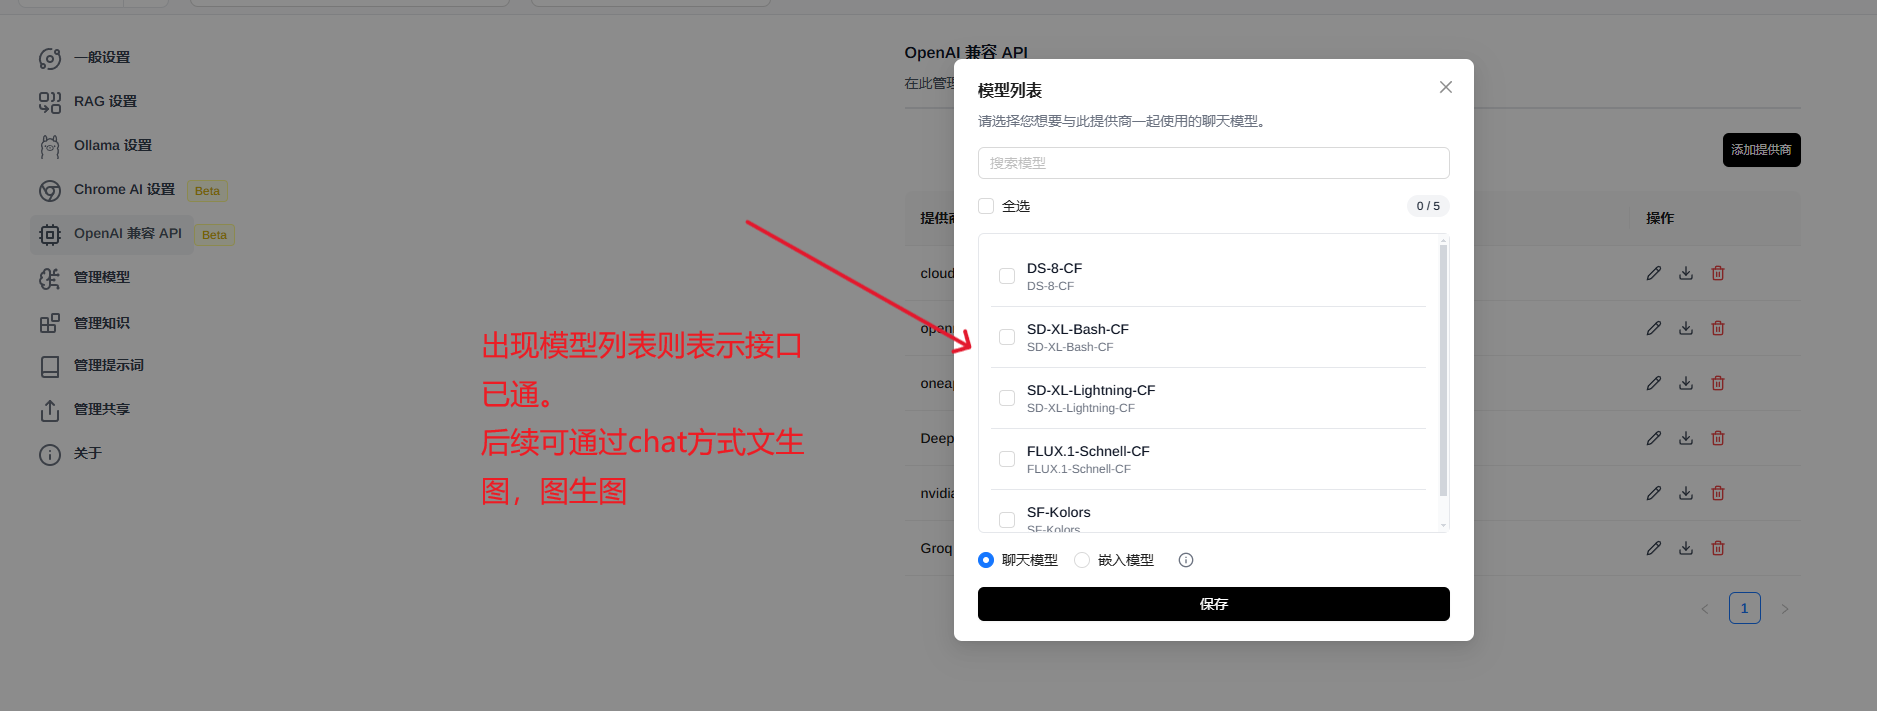 一般设置
RAG 设置
Ollama 设置
Chrome AI 设置 Beta
OpenAI 兼容 API Beta
管理模型
管理知识
管理提示词
管理共享
关于
出现模型列表则表示接口
已通。
后续可通过chat方式文生
图，图生图
OpenAI 兼容 API
在此管理
添加提供商
提供商
操作
cloud
open
oneap
Deep
nvidia
Groq
1
模型列表
请选择您想要与此提供商一起使用的聊天模型。
搜索模型
全选
0 / 5
DS-8-CF
DS-8-CF
SD-XL-Bash-CF
SD-XL-Bash-CF
SD-XL-Lightning-CF
SD-XL-Lightning-CF
FLUX.1-Schnell-CF
FLUX.1-Schnell-CF
SF-Kolors
SF-Kolors
聊天模型
嵌入模型
保存